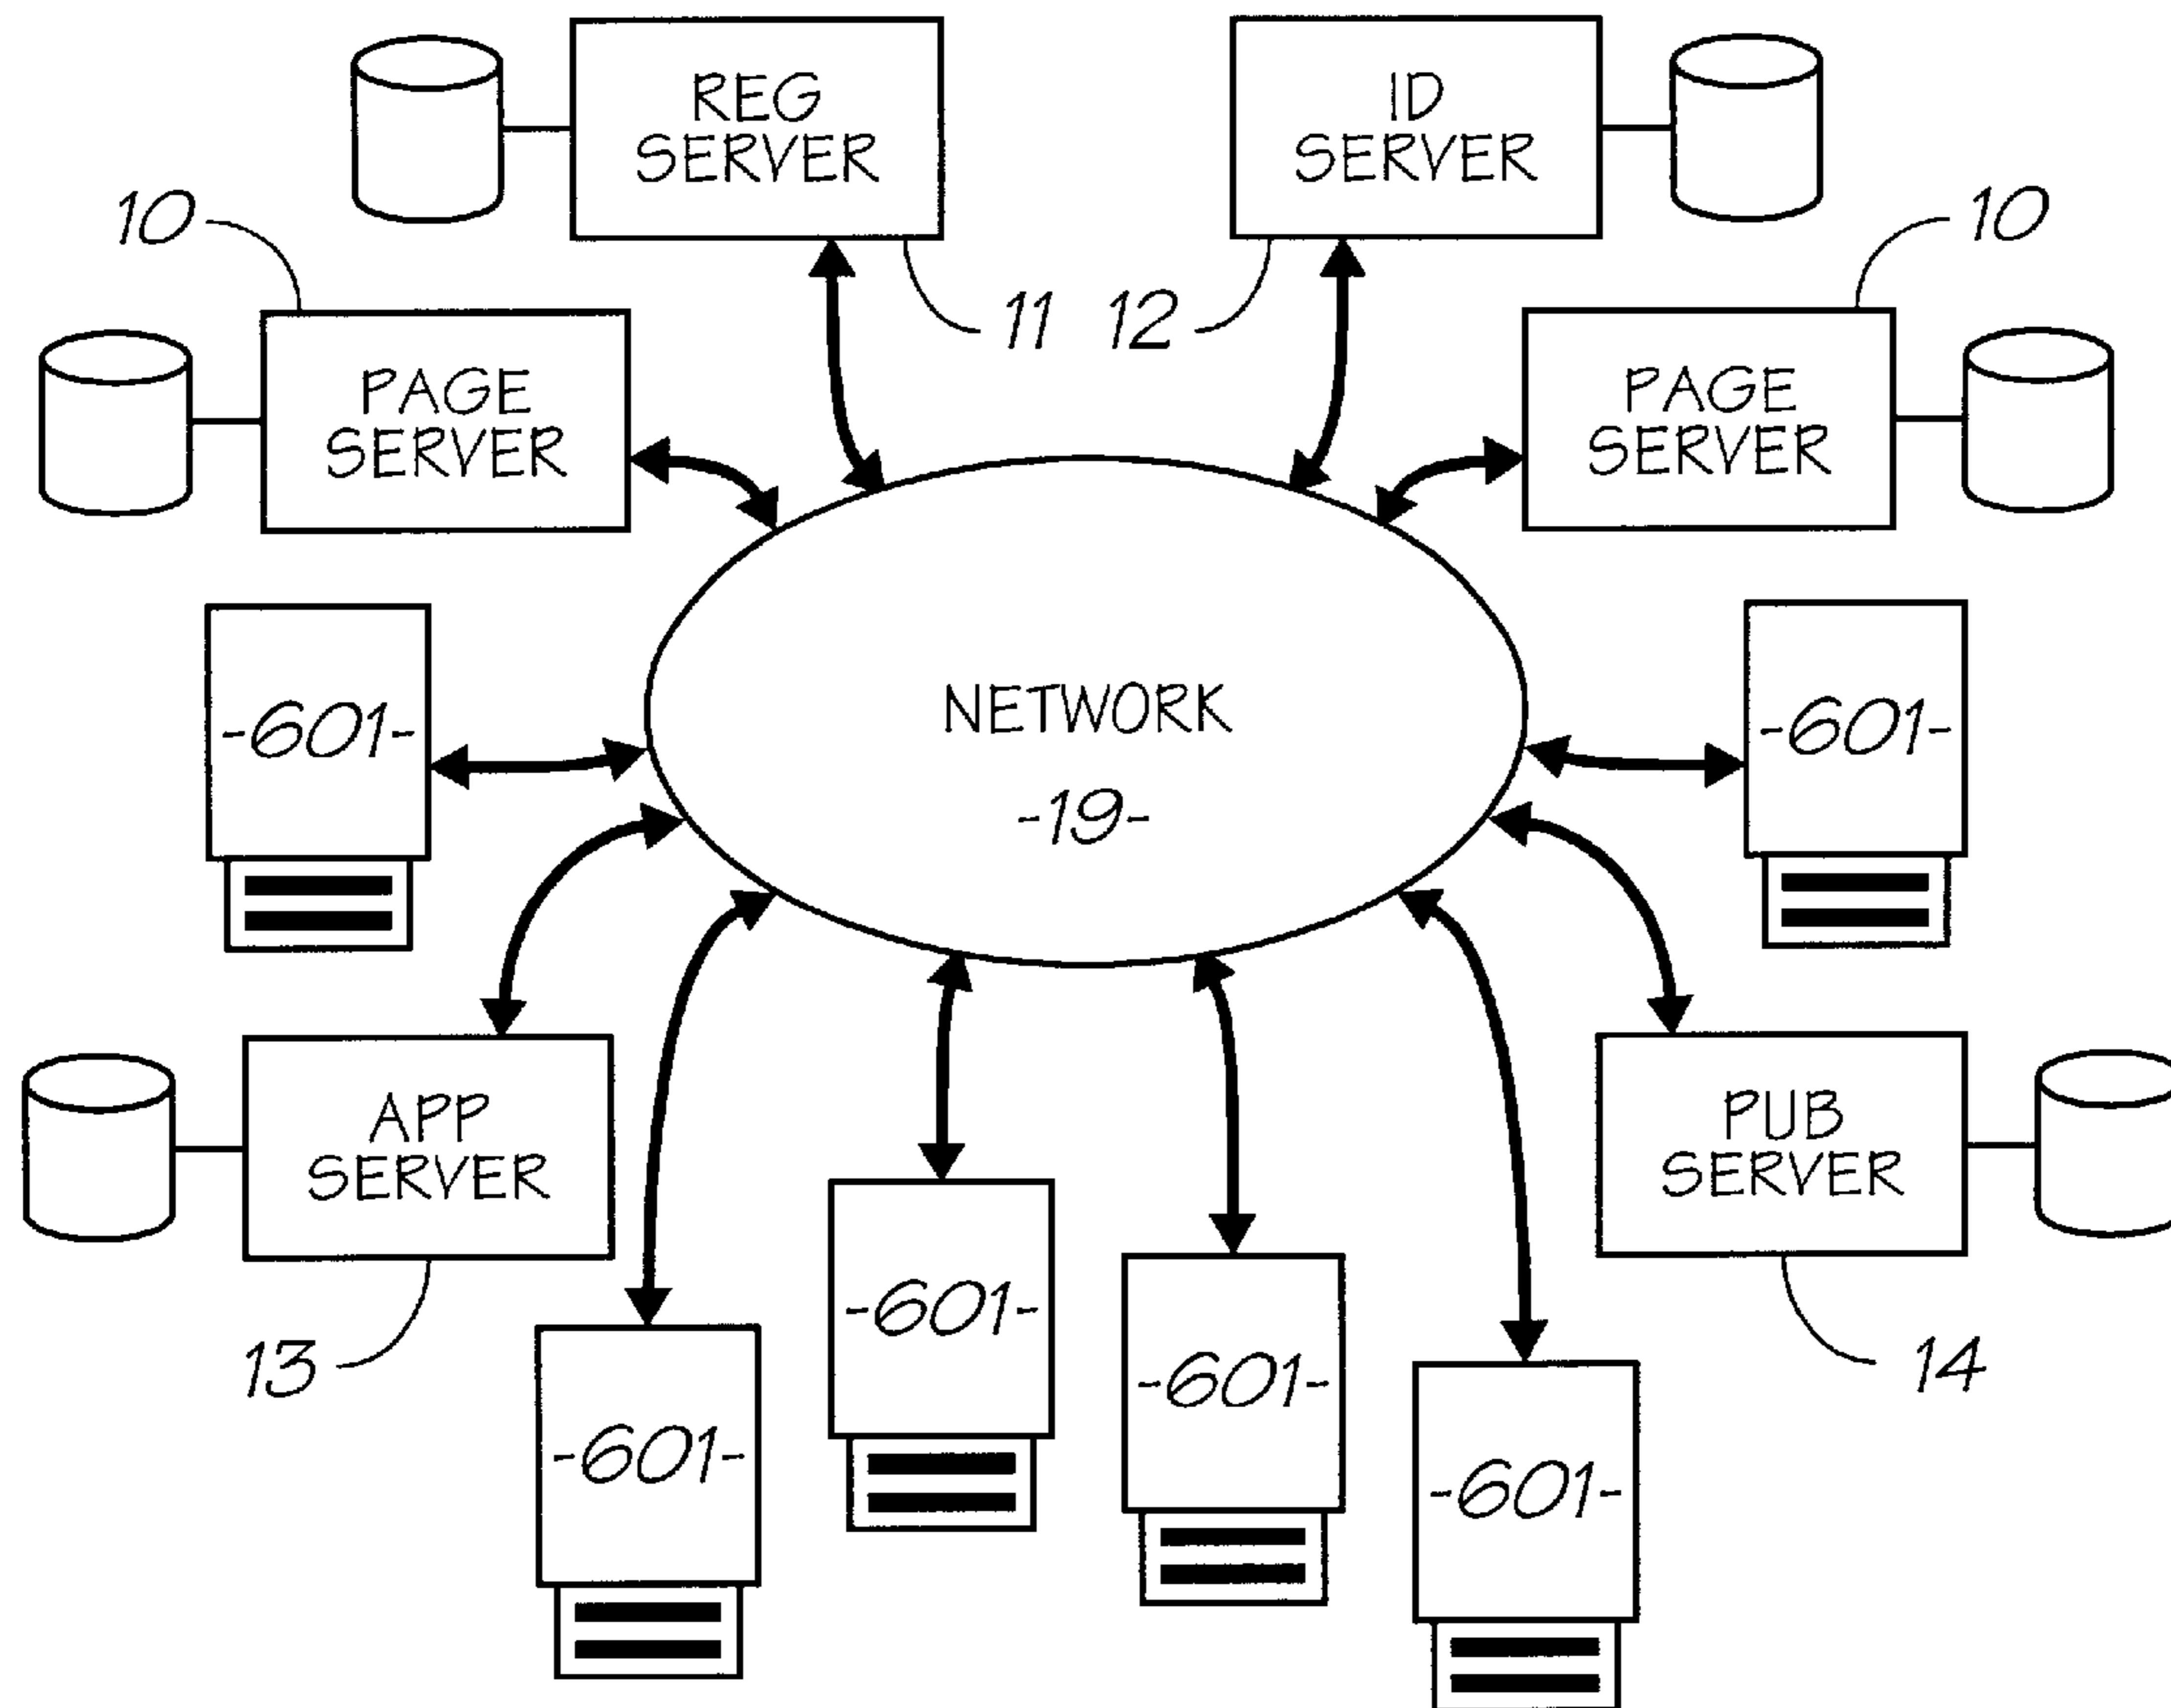 REG
SERVER
ID
SERVER
10
10
11
12
PAGE
SERVER
PAGE
SERVER
-601-
NETWORK
-19-
-601-
APP
SERVER
PUB
SERVER
-601-
-601-
-601-
-601-
13
14